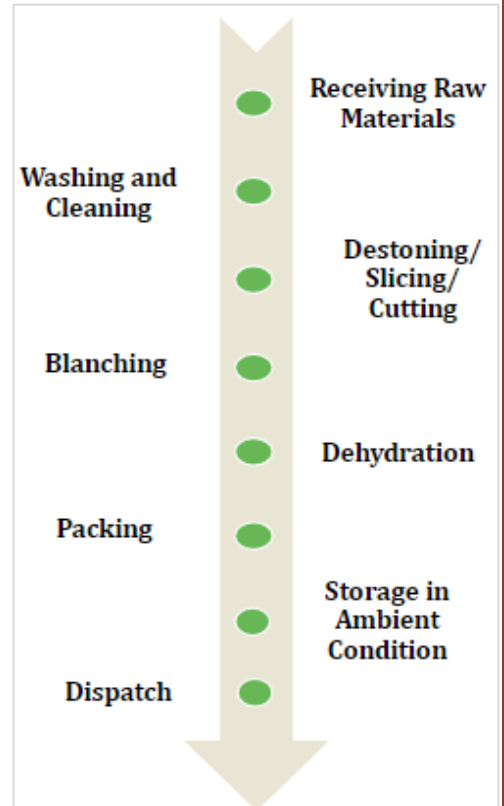 Receiving Raw
Materials
Washing and
Cleaning
Destoning/
Slicing/
Cutting
Blanching
Dehydration
Packing
Storage in
Ambient
Condition
Dispatch